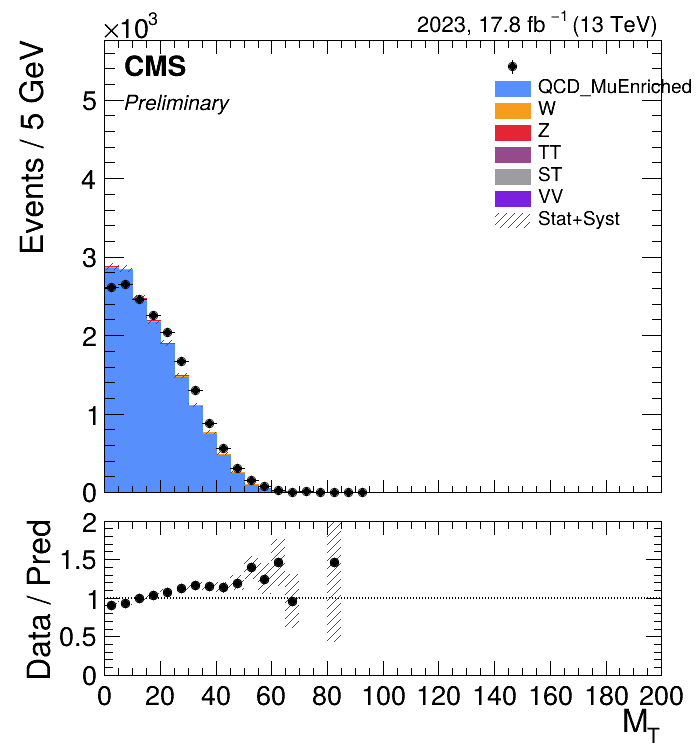 ×10³
2023, 17.8 fb⁻¹ (13 TeV)
CMS
Preliminary
QCD_MuEnriched
W
Z
TT
ST
VV
Stat+Syst
Events / 5 GeV
5
4
3
2
1
0
Data / Pred
2
1.5
1
0.5
0
0 20 40 60 80 100 120 140 160 180 200
M_T